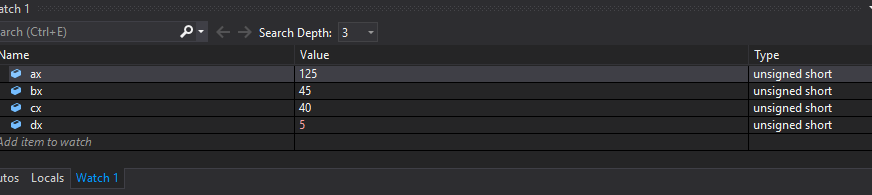 atch 1
arch (Ctrl+E) Search Depth: 3
Name Value Type
ax 125 unsigned short
bx 45 unsigned short
cx 40 unsigned short
dx 5 unsigned short
Add item to watch
utos Locals Watch 1